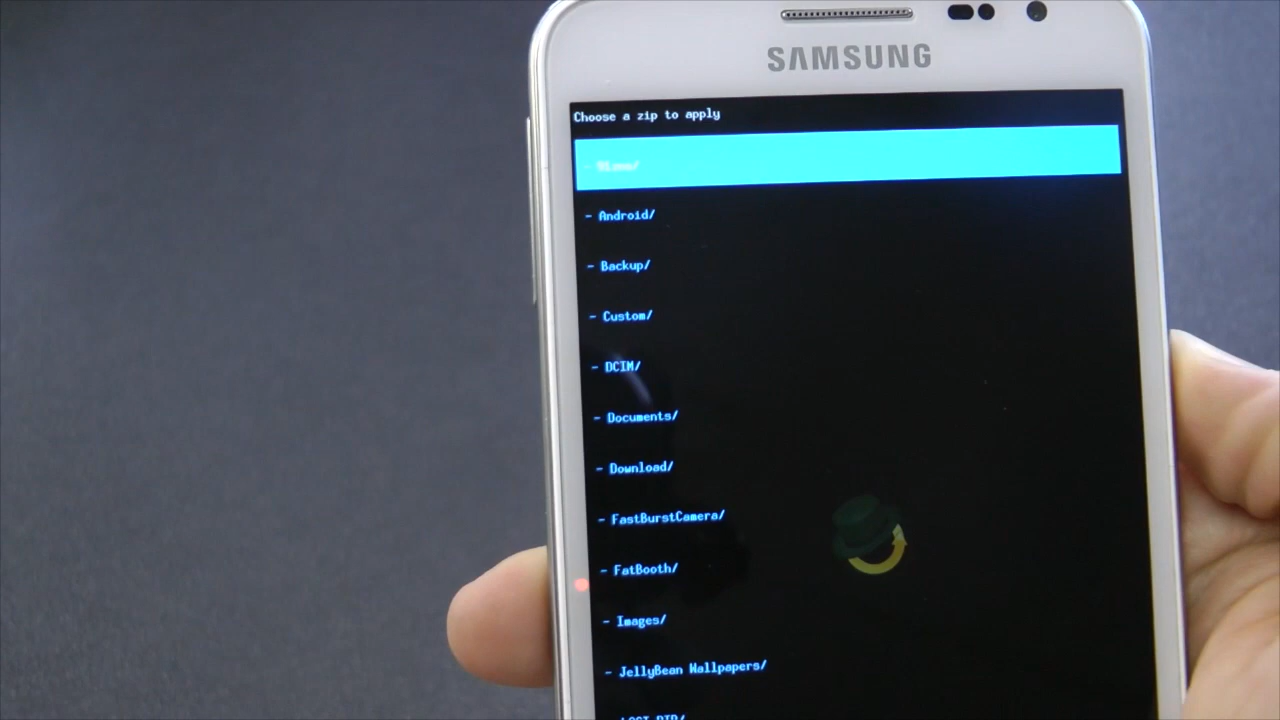 SAMSUNG
Choose a zip to apply
- Android/
- Backup/
- Custom/
- DCIM/
- Documents/
- Download/
- FastBurstCamera/
- FatBooth/
- Images/
- JellyBean Wallpapers/